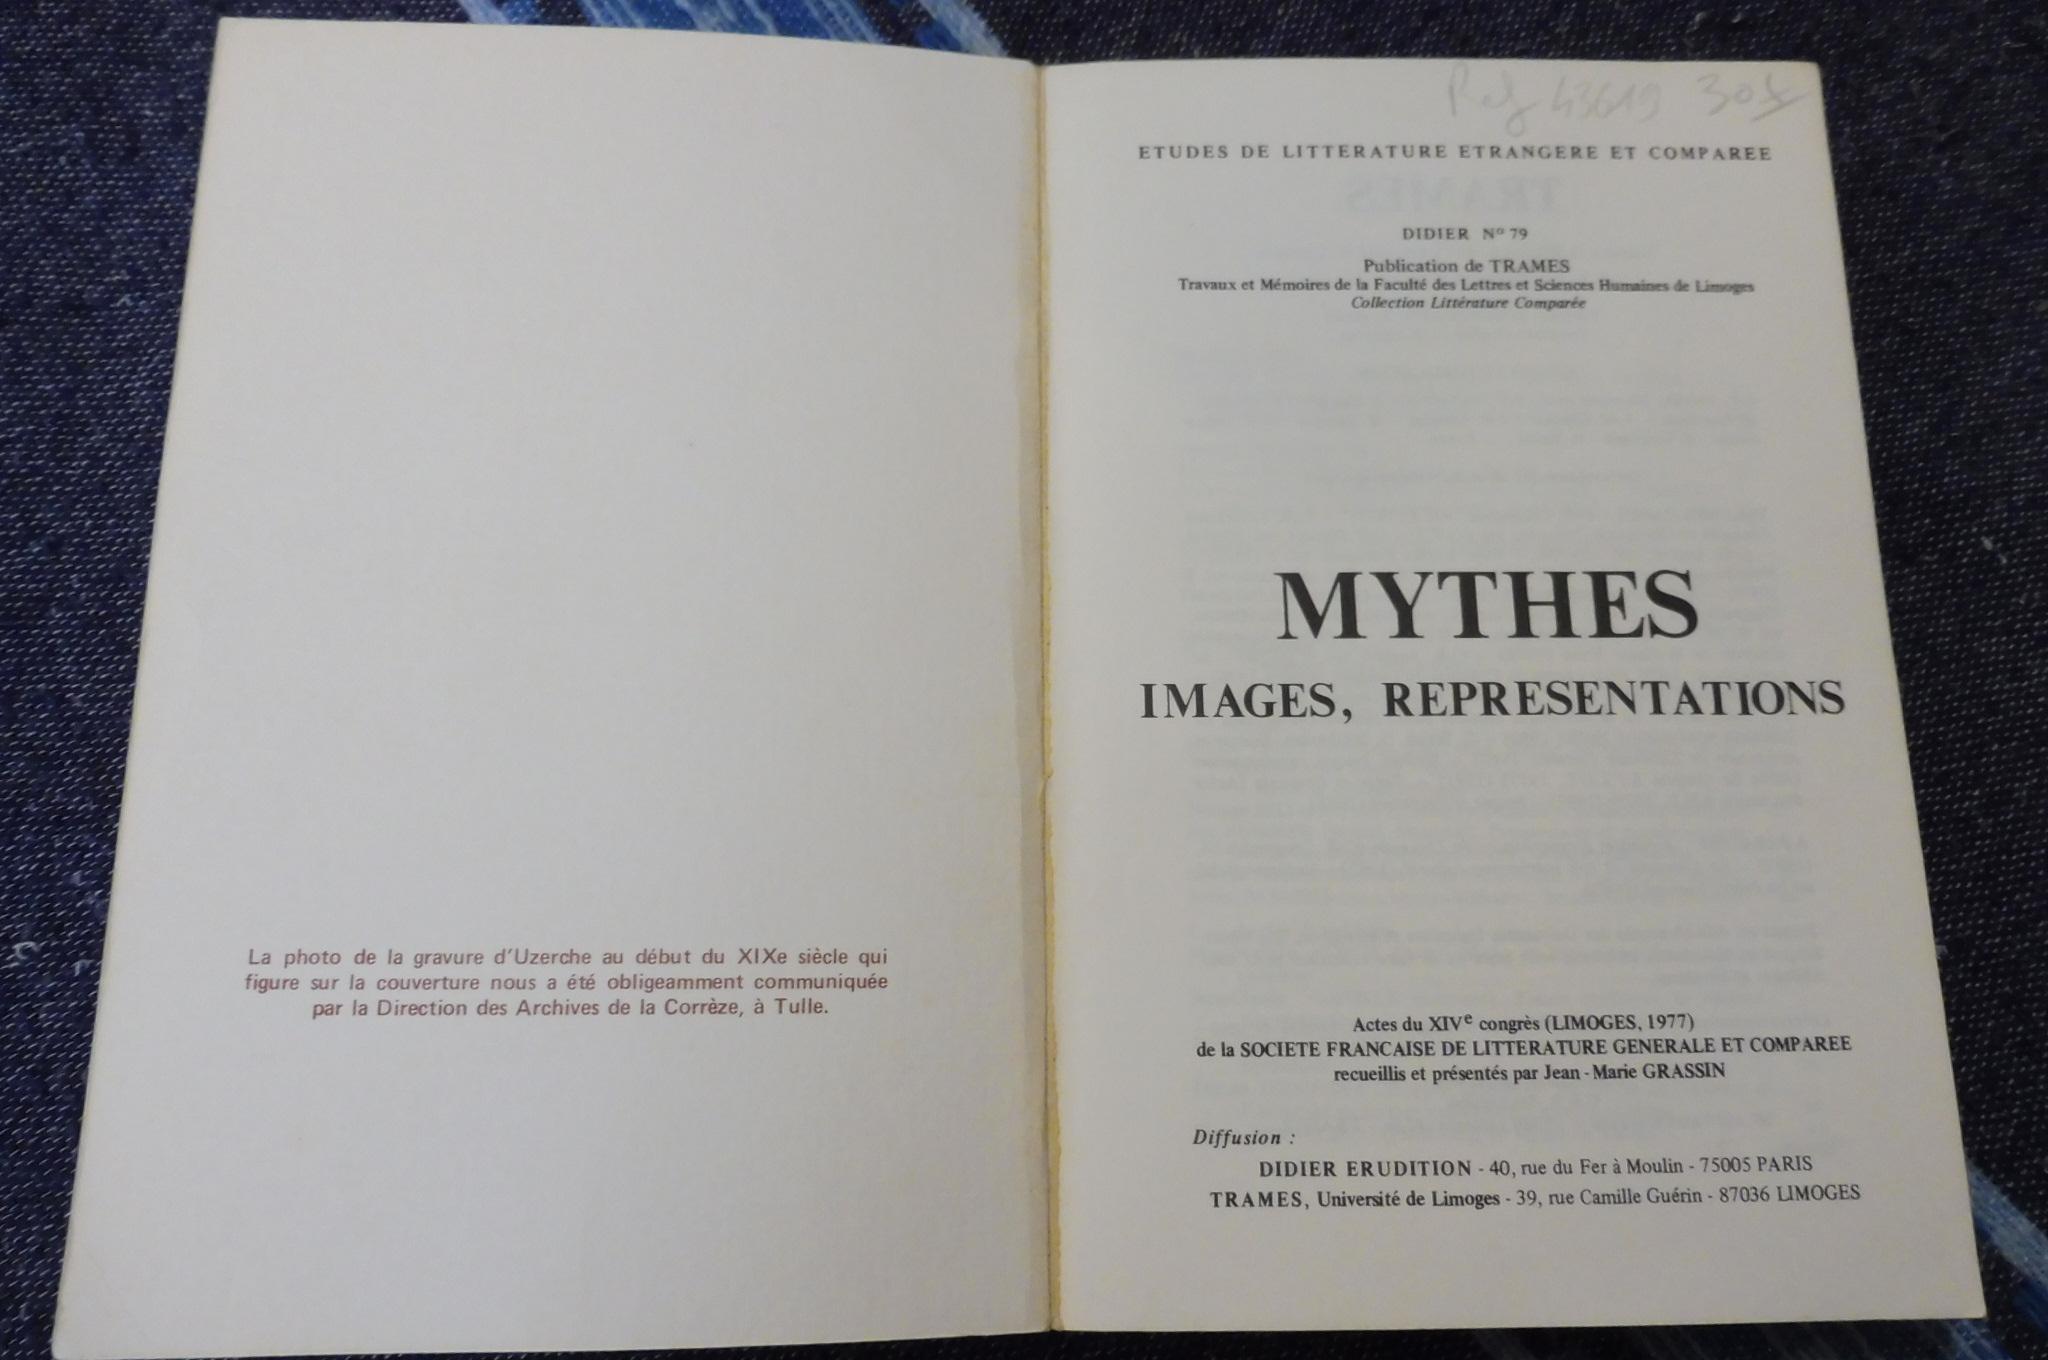 La photo de la gravure d'Uzerche au début du XIXe siècle qui
figure sur la couverture nous a été obligeamment communiquée
par la Direction des Archives de la Corrèze, à Tulle.
Ref 43619 30
ETUDES DE LITTERATURE ETRANGERE ET COMPAREE
TRAMES
DIDIER Nº 79
Publication de TRAMES
Travaux et Mémoires de la Faculté des Lettres et Sciences Humaines de Limoges
Collection Littérature Comparée
MYTHES
IMAGES, REPRESENTATIONS
Actes du XIVe congrès (LIMOGES, 1977)
de la SOCIETE FRANCAISE DE LITTERATURE GENERALE ET COMPAREE
recueillis et présentés par Jean - Marie GRASSIN
Diffusion :
DIDIER ERUDITION - 40, rue du Fer à Moulin - 75005 PARIS
TRAMES, Université de Limoges - 39, rue Camille Guérin - 87036 LIMOGES